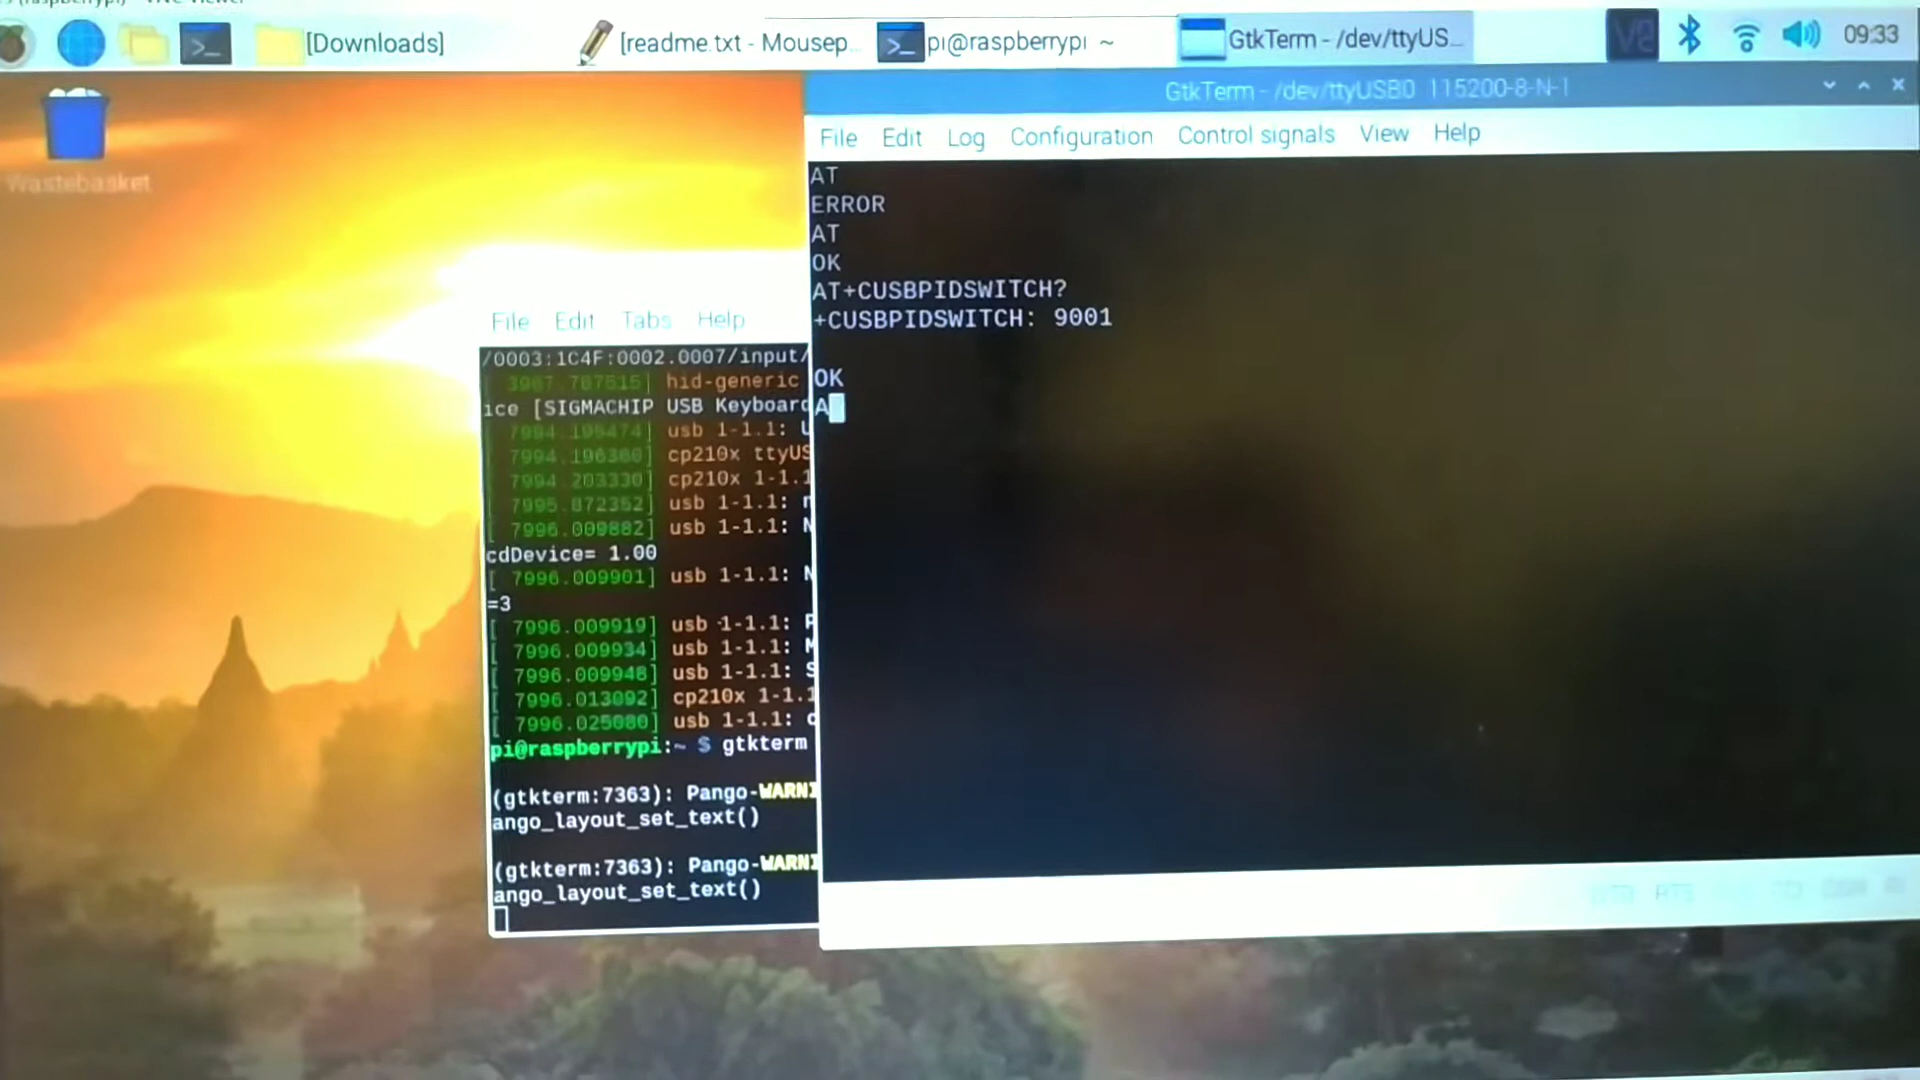 [Downloads]
[readme.txt - Mousep...
pi@raspberrypi: ~
GtkTerm - /dev/ttyUS...
V2
09:33
Wastebasket
GtkTerm - /dev/ttyUSB0 115200-8-N-1
File Edit Log Configuration Control signals View Help
AT
ERROR
AT
OK
AT+CUSBPIDSWITCH?
+CUSBPIDSWITCH: 9001
OK
A
File Edit Tabs Help
/0003:1C4F:0002.0007/input/
[ 3967.767515] hid-generic
ice [SIGMACHIP USB Keyboard
[ 7994.195474] usb 1-1.1: U
[ 7994.196360] cp210x ttyUS
[ 7994.203330] cp210x 1-1.1
[ 7995.872352] usb 1-1.1: n
[ 7996.009882] usb 1-1.1: N
cdDevice= 1.00
[ 7996.009901] usb 1-1.1: N
=3
[ 7996.009919] usb 1-1.1: P
[ 7996.009934] usb 1-1.1: M
[ 7996.009948] usb 1-1.1: S
[ 7996.013092] cp210x 1-1.1
[ 7996.025080] usb 1-1.1: c
pi@raspberrypi:~ $ gtkterm
(gtkterm:7363): Pango-WARNI
ango_layout_set_text()
(gtkterm:7363): Pango-WARNI
ango_layout_set_text()
DTR RTS